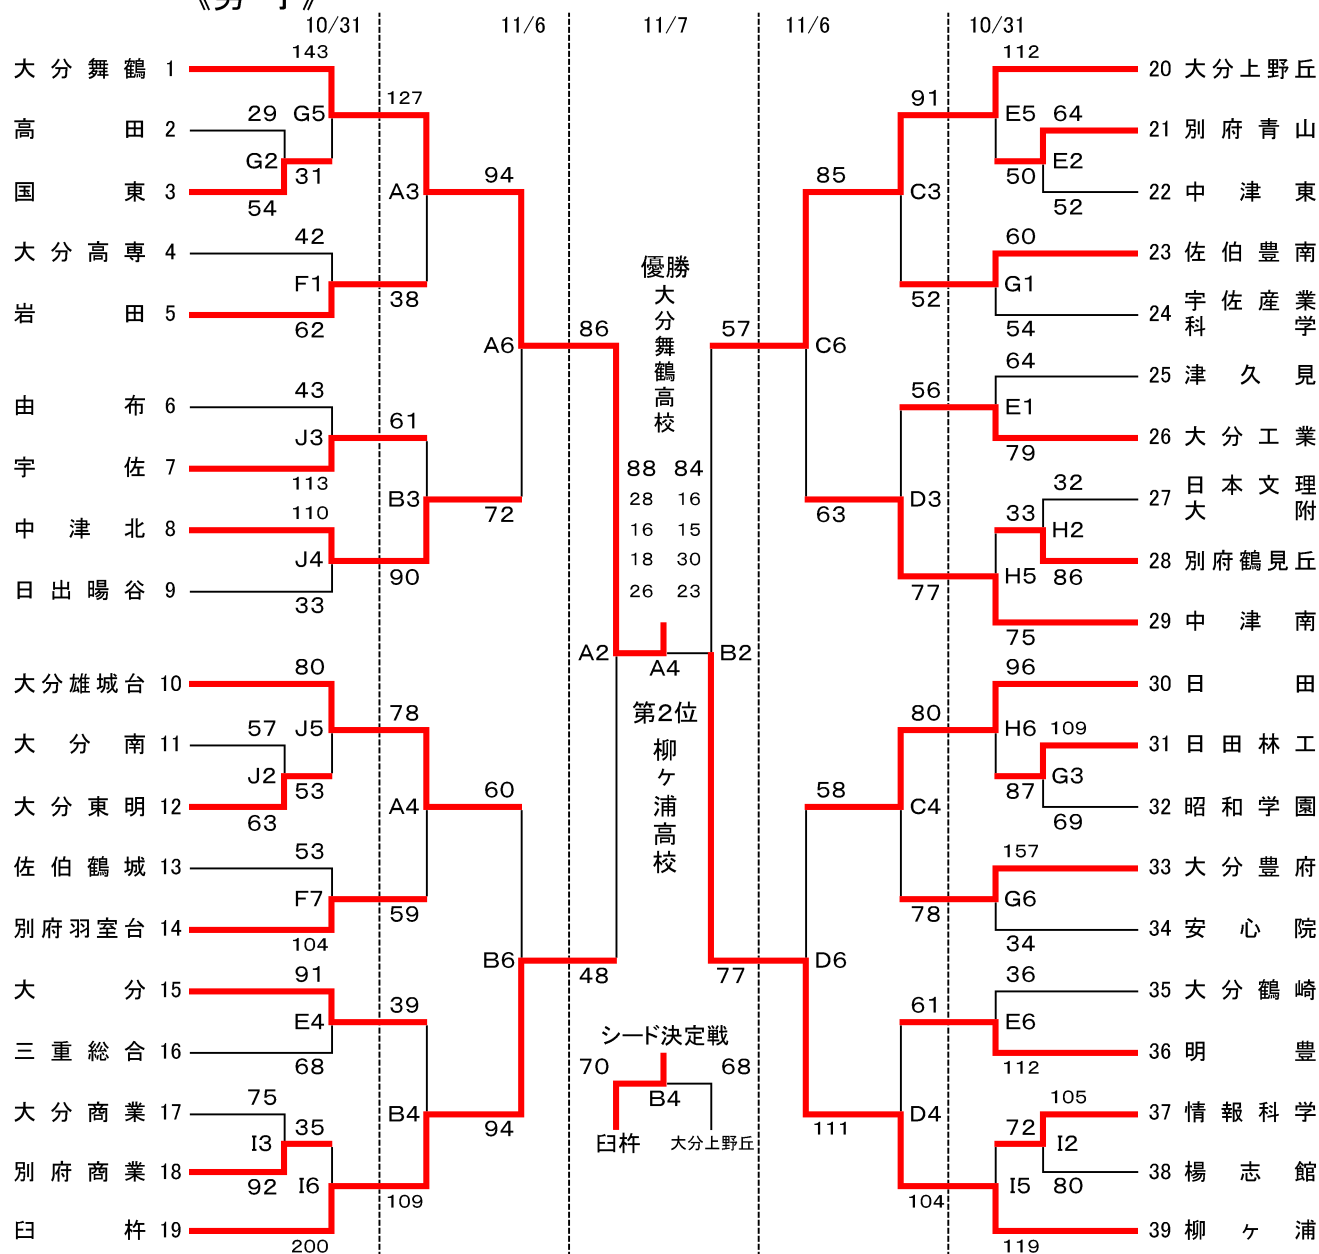 《男子》
10/31 11/6 11/7 11/6 10/31
大分舞鶴 1
高田 2
国東 3
大分高専 4
岩田 5
由布 6
宇佐 7
中津北 8
日出暘谷 9
大分雄城台 10
大分南 11
大分東明 12
佐伯鶴城 13
別府羽室台 14
大分 15
三重総合 16
大分商業 17
別府商業 18
臼杵 19
143
29
G5
G2
31
54
42
F1
62
43
J3
113
110
J4
33
80
57
J5
J2
53
63
53
F7
104
91
E4
68
75
35
I3
92
I6
200
127
A3
38
61
B3
90
78
A4
59
39
B4
109
94
A6
72
60
B6
94
86
A2
48
優勝
大分舞鶴高校
88 84
28 16
16 15
18 30
26 23
A4
第2位
柳ヶ浦高校
シード決定戦
70 68
B4
臼杵 大分上野丘
57
B2
77
85
C6
63
58
D6
111
91
C3
52
56
D3
77
80
C4
78
61
D4
104
112
E5
64
E2
50
52
60
G1
54
64
E1
79
32
33
H2
H5
86
75
96
H6
109
G3
87
69
157
G6
34
36
E6
112
105
72
I2
I5
80
119
20 大分上野丘
21 別府青山
22 中津東
23 佐伯豊南
24 宇佐産業
科学
25 津久見
26 大分工業
27 日本文理
大附
28 別府鶴見丘
29 中津南
30 日田
31 日田林工
32 昭和学園
33 大分豊府
34 安心院
35 大分鶴崎
36 明豊
37 情報科学
38 楊志館
39 柳ヶ浦